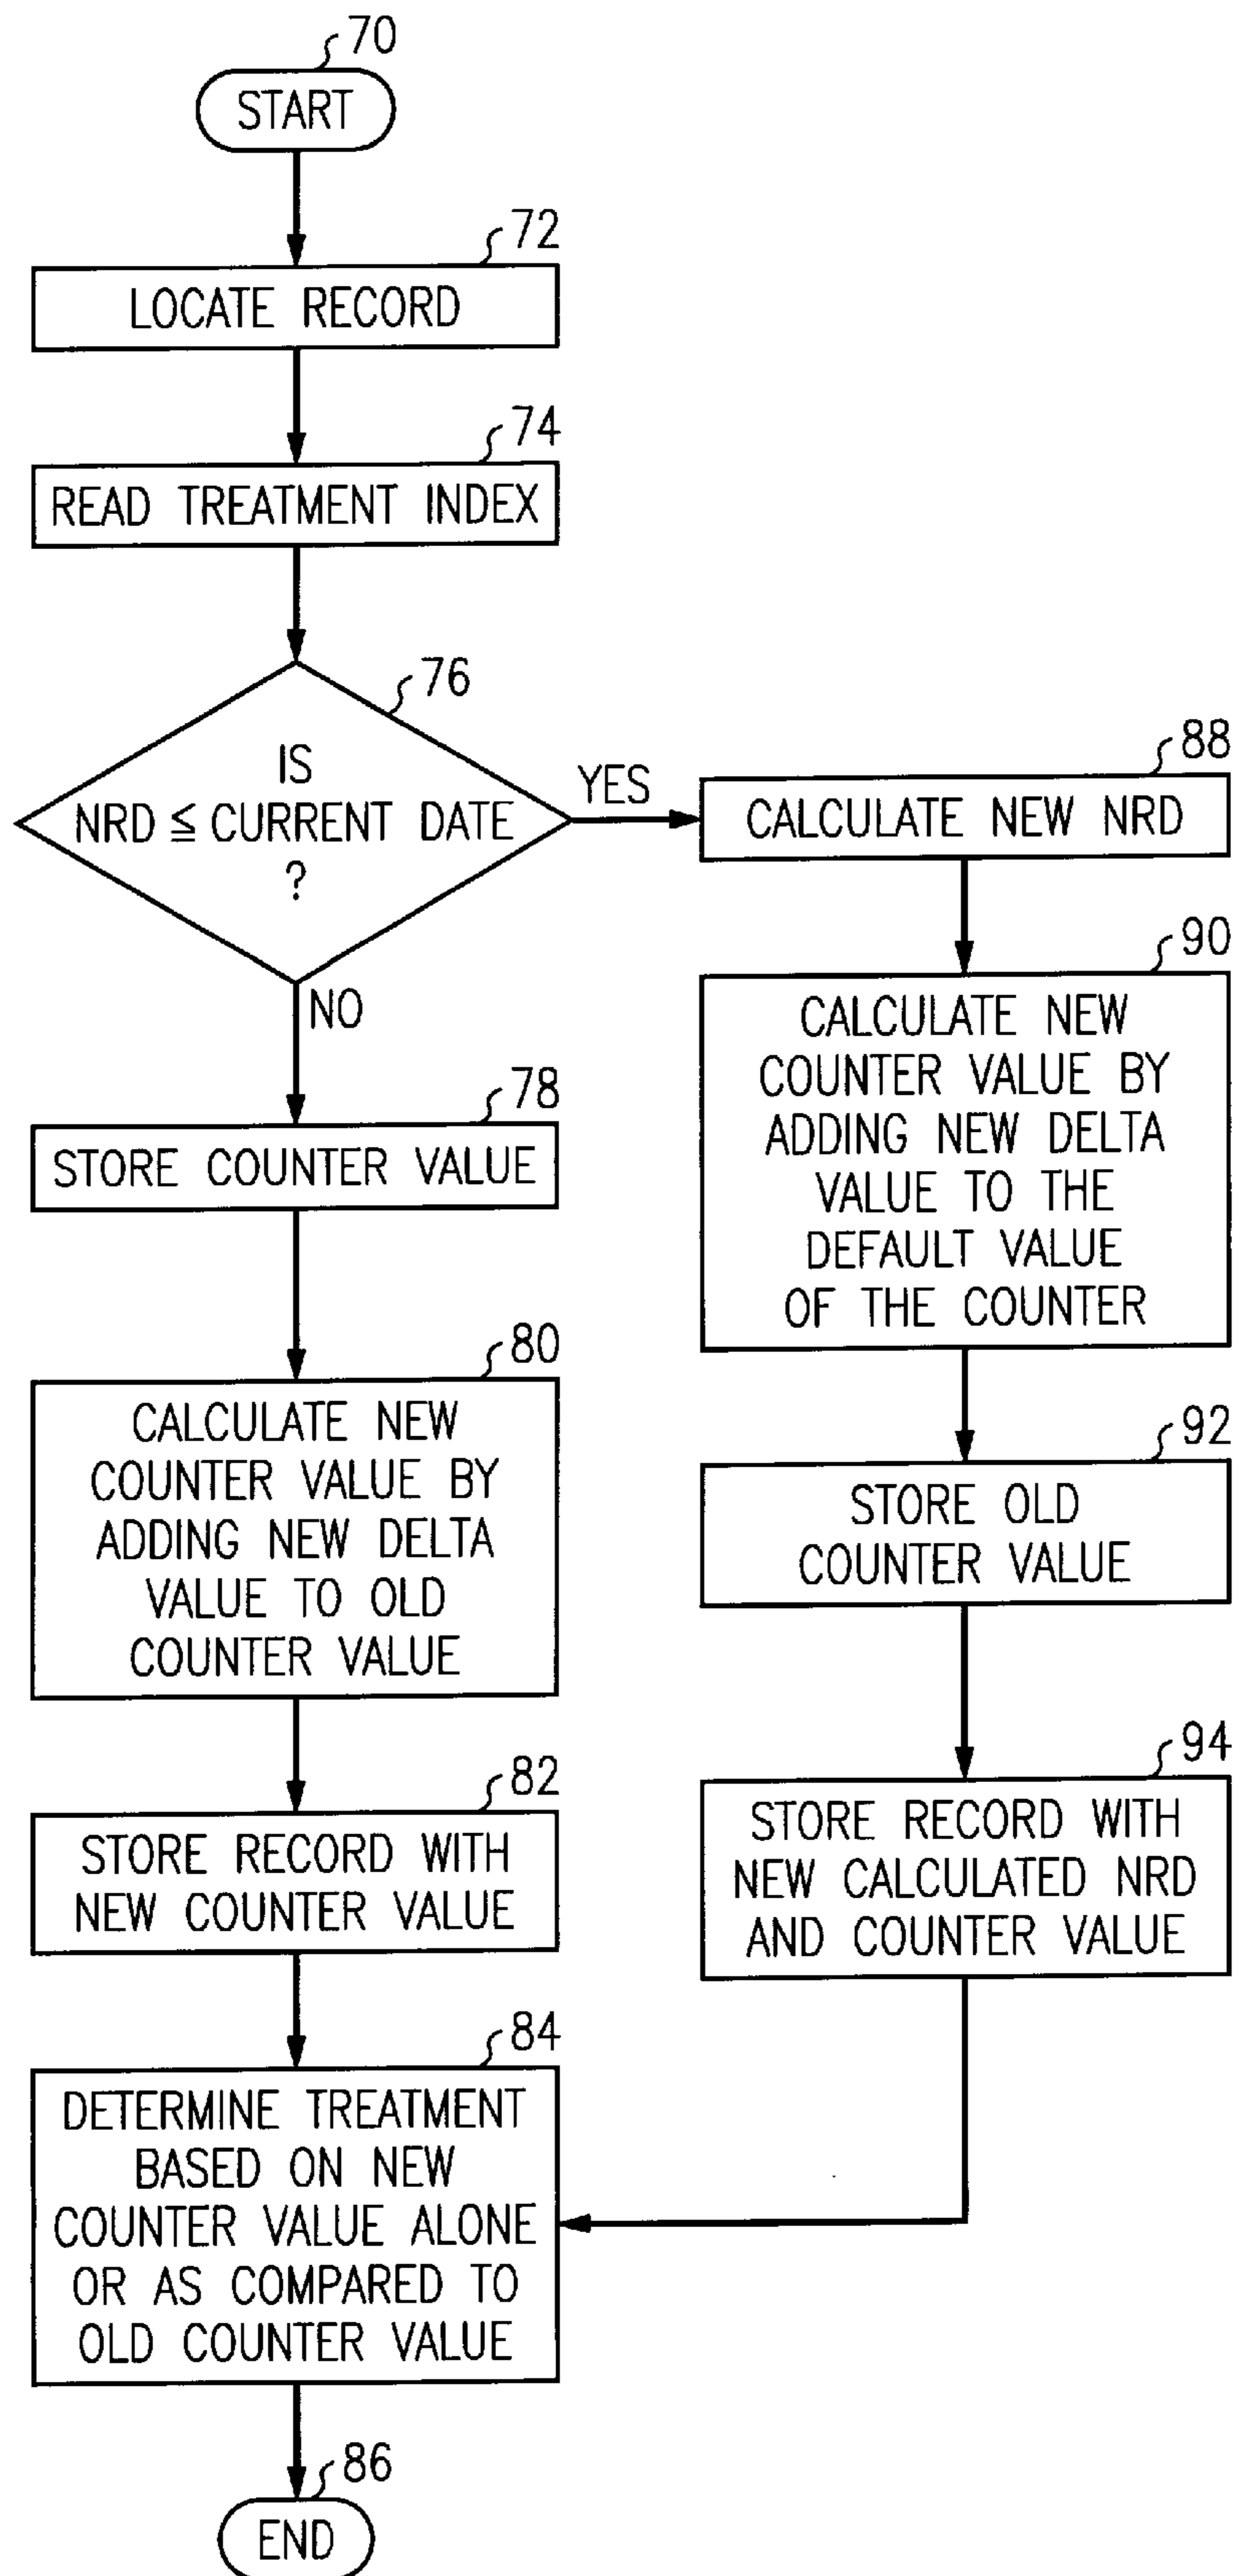 70
START
72
LOCATE RECORD
74
READ TREATMENT INDEX
76
IS
NRD ≦ CURRENT DATE
?
YES
NO
78
STORE COUNTER VALUE
80
CALCULATE NEW
COUNTER VALUE BY
ADDING NEW DELTA
VALUE TO OLD
COUNTER VALUE
82
STORE RECORD WITH
NEW COUNTER VALUE
84
DETERMINE TREATMENT
BASED ON NEW
COUNTER VALUE ALONE
OR AS COMPARED TO
OLD COUNTER VALUE
86
END
88
CALCULATE NEW NRD
90
CALCULATE NEW
COUNTER VALUE BY
ADDING NEW DELTA
VALUE TO THE
DEFAULT VALUE
OF THE COUNTER
92
STORE OLD
COUNTER VALUE
94
STORE RECORD WITH
NEW CALCULATED NRD
AND COUNTER VALUE